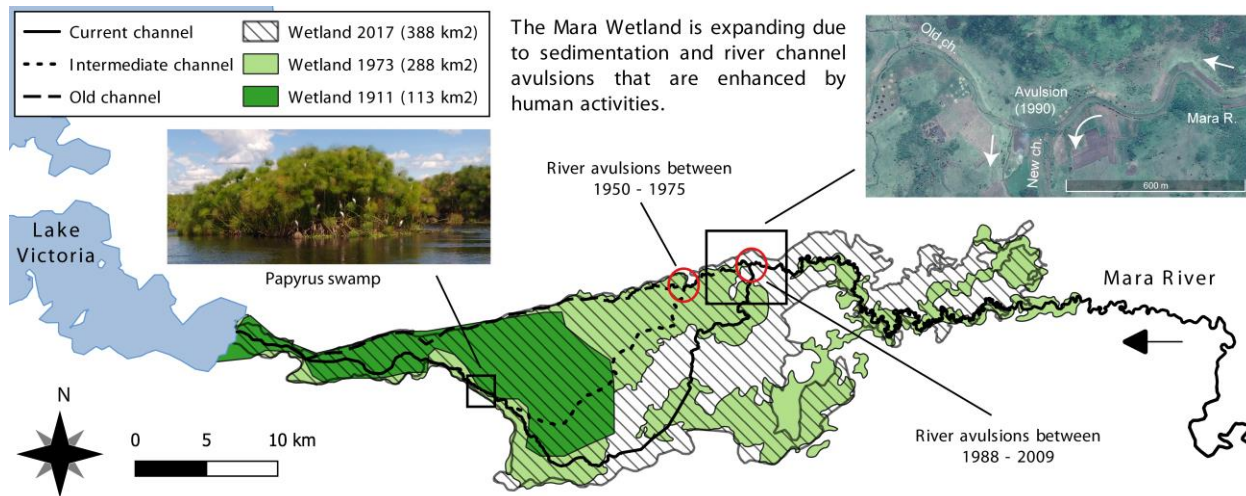 Current channel
Intermediate channel
Old channel
Wetland 2017 (388 km2)
Wetland 1973 (288 km2)
Wetland 1911 (113 km2)
The Mara Wetland is expanding due
to sedimentation and river channel
avulsions that are enhanced by
human activities.
Old ch.
Avulsion
(1990)
Mara R.
New ch.
600 m
River avulsions between
1950 - 1975
Lake
Victoria
Papyrus swamp
Mara River
River avulsions between
1988 - 2009
N
0 5 10 km